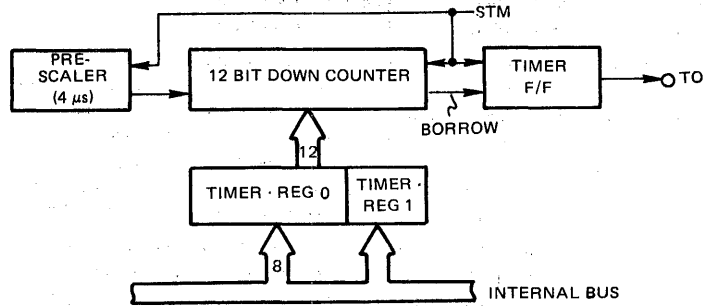 STM
PRE-
SCALER
(4 μs)
12 BIT DOWN COUNTER
TIMER
F/F
TO
BORROW
12
TIMER · REG 0
TIMER ·
REG 1
8
INTERNAL BUS